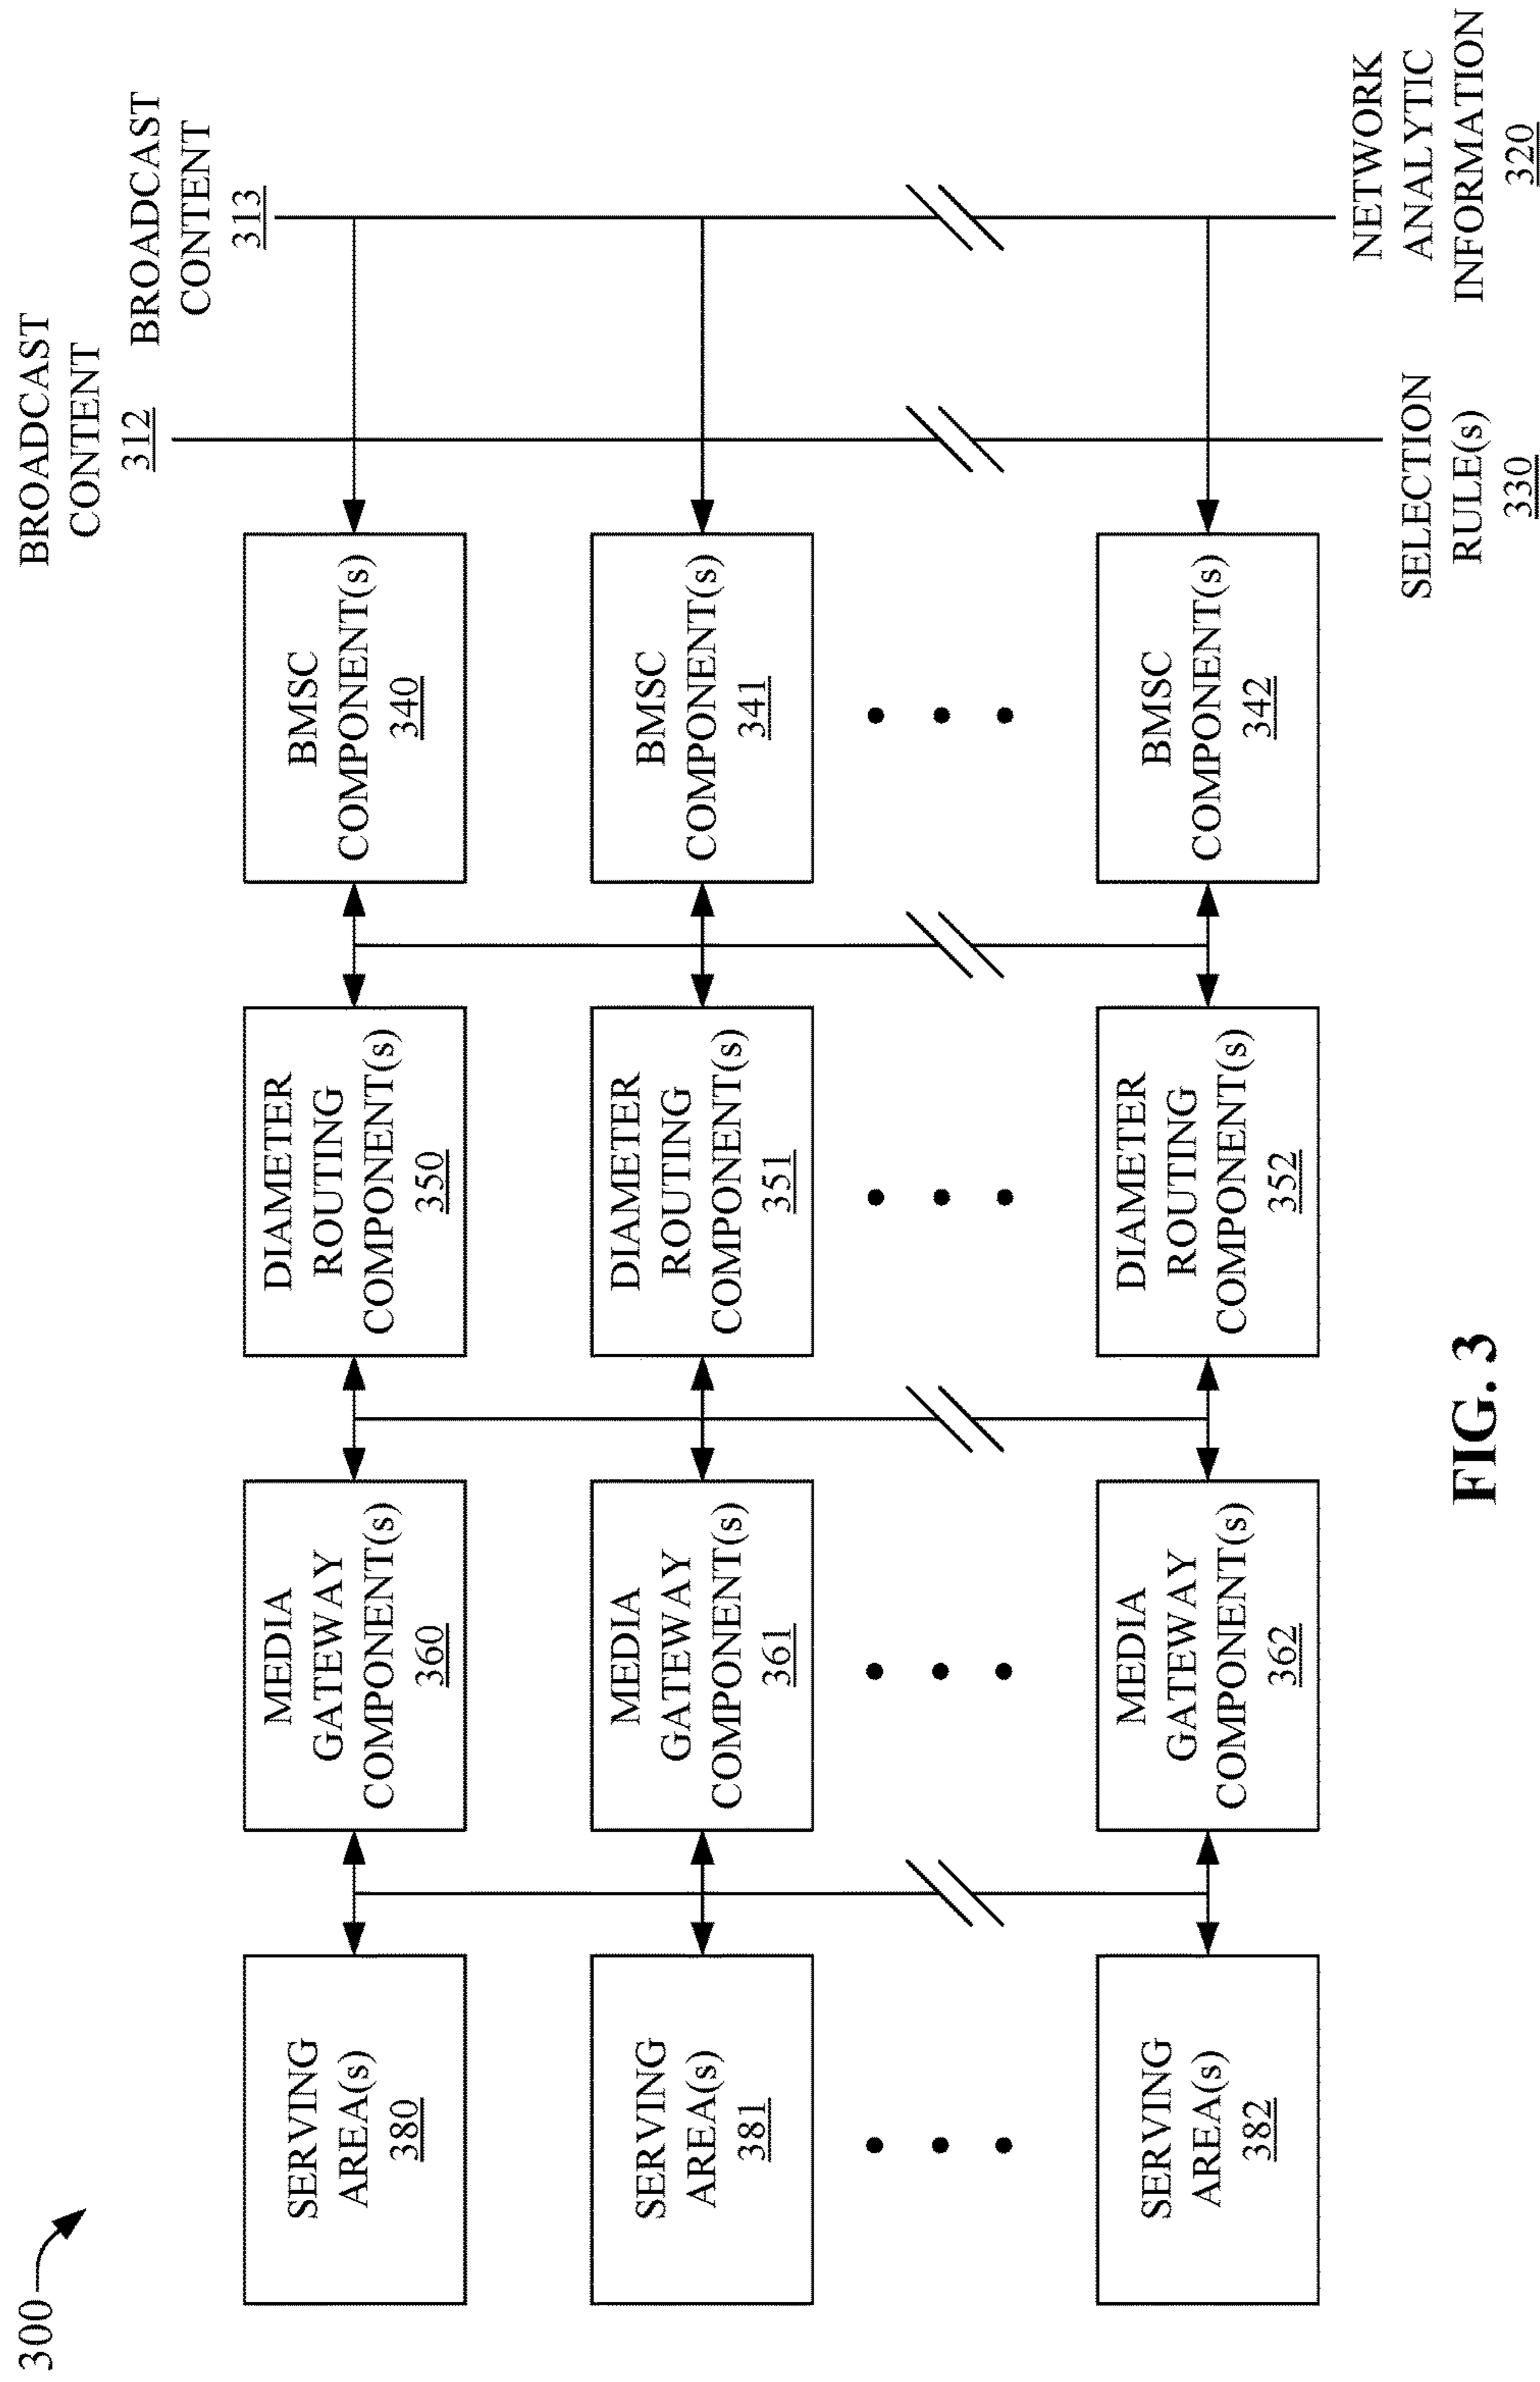 300
SERVING
AREA(s)
380
MEDIA
GATEWAY
COMPONENT(s)
360
DIAMETER
ROUTING
COMPONENT(s)
350
BMSC
COMPONENT(s)
340
BROADCAST
CONTENT
312
BROADCAST
CONTENT
313
SERVING
AREA(s)
381
MEDIA
GATEWAY
COMPONENT(s)
361
DIAMETER
ROUTING
COMPONENT(s)
351
BMSC
COMPONENT(s)
341
SERVING
AREA(s)
382
MEDIA
GATEWAY
COMPONENT(s)
362
DIAMETER
ROUTING
COMPONENT(s)
352
BMSC
COMPONENT(s)
342
SELECTION
RULE(s)
330
NETWORK
ANALYTIC
INFORMATION
320
FIG. 3